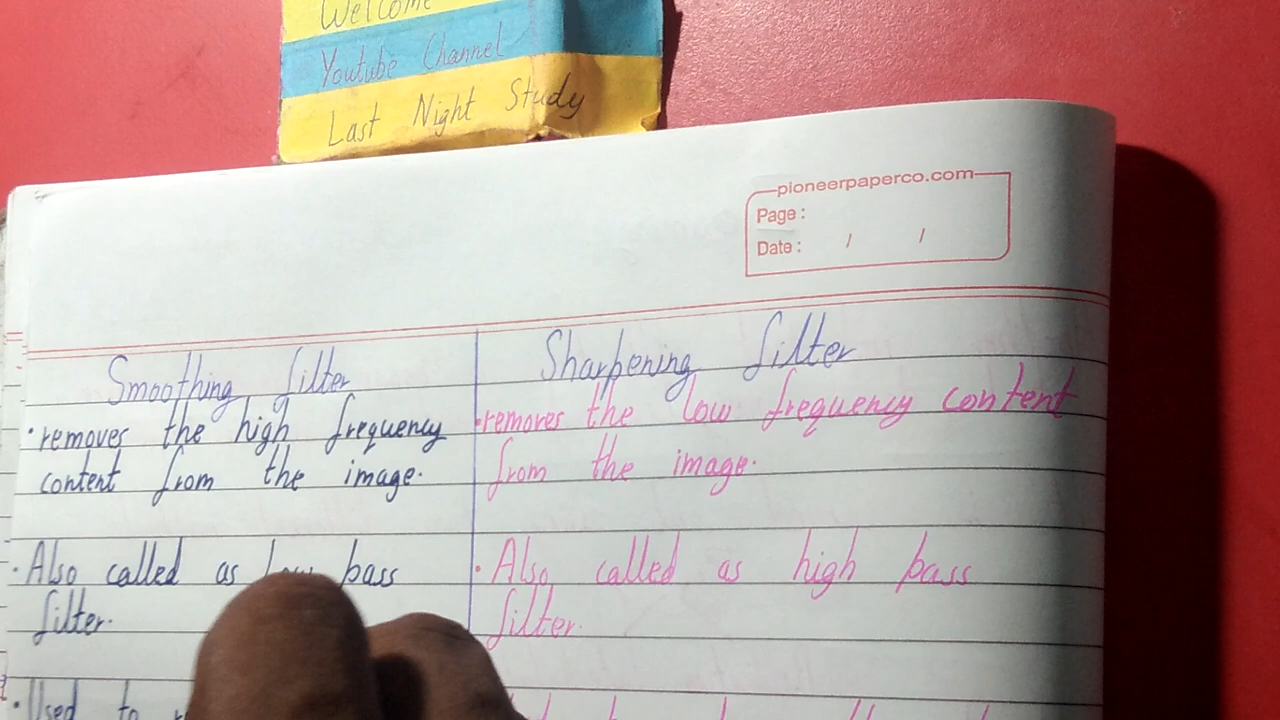 Welcome
Youtube Channel
Last Night Study
pioneerpaperco.com
Page :
Date : / /
Smoothing filter
• removes the high frequency
content from the image.
• Also called as low pass
filter.
• Used to
Sharpening filter
• removes the low frequency content
from the image.
• Also called as high pass
filter.